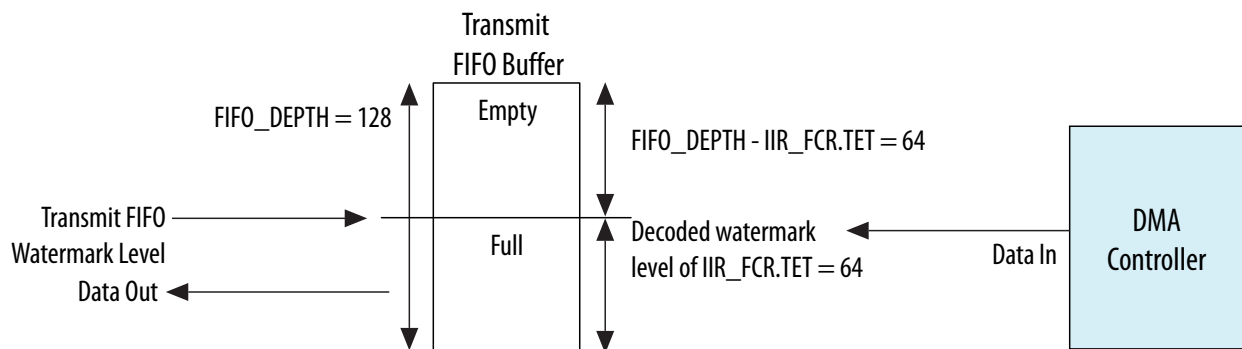 Transmit
FIFO Buffer
FIFO_DEPTH = 128
Empty
FIFO_DEPTH - IIR_FCR.TET = 64
Transmit FIFO
Watermark Level
Full
Decoded watermark
level of IIR_FCR.TET = 64
Data Out
Data In
DMA
Controller